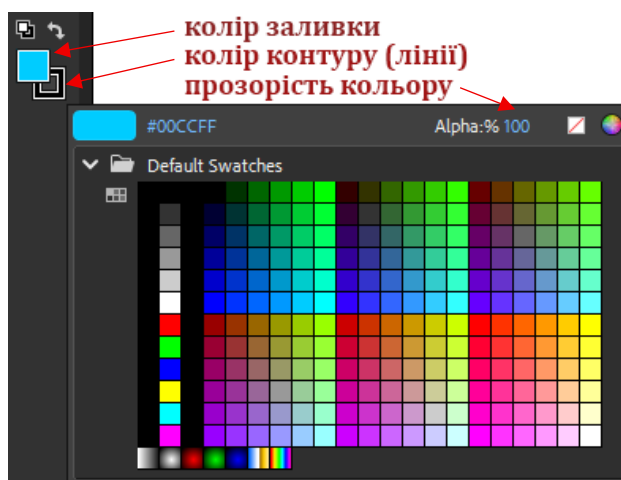 колір заливки
колір контуру (лінії)
прозорість кольору
#00CCFF Alpha:% 100
Default Swatches